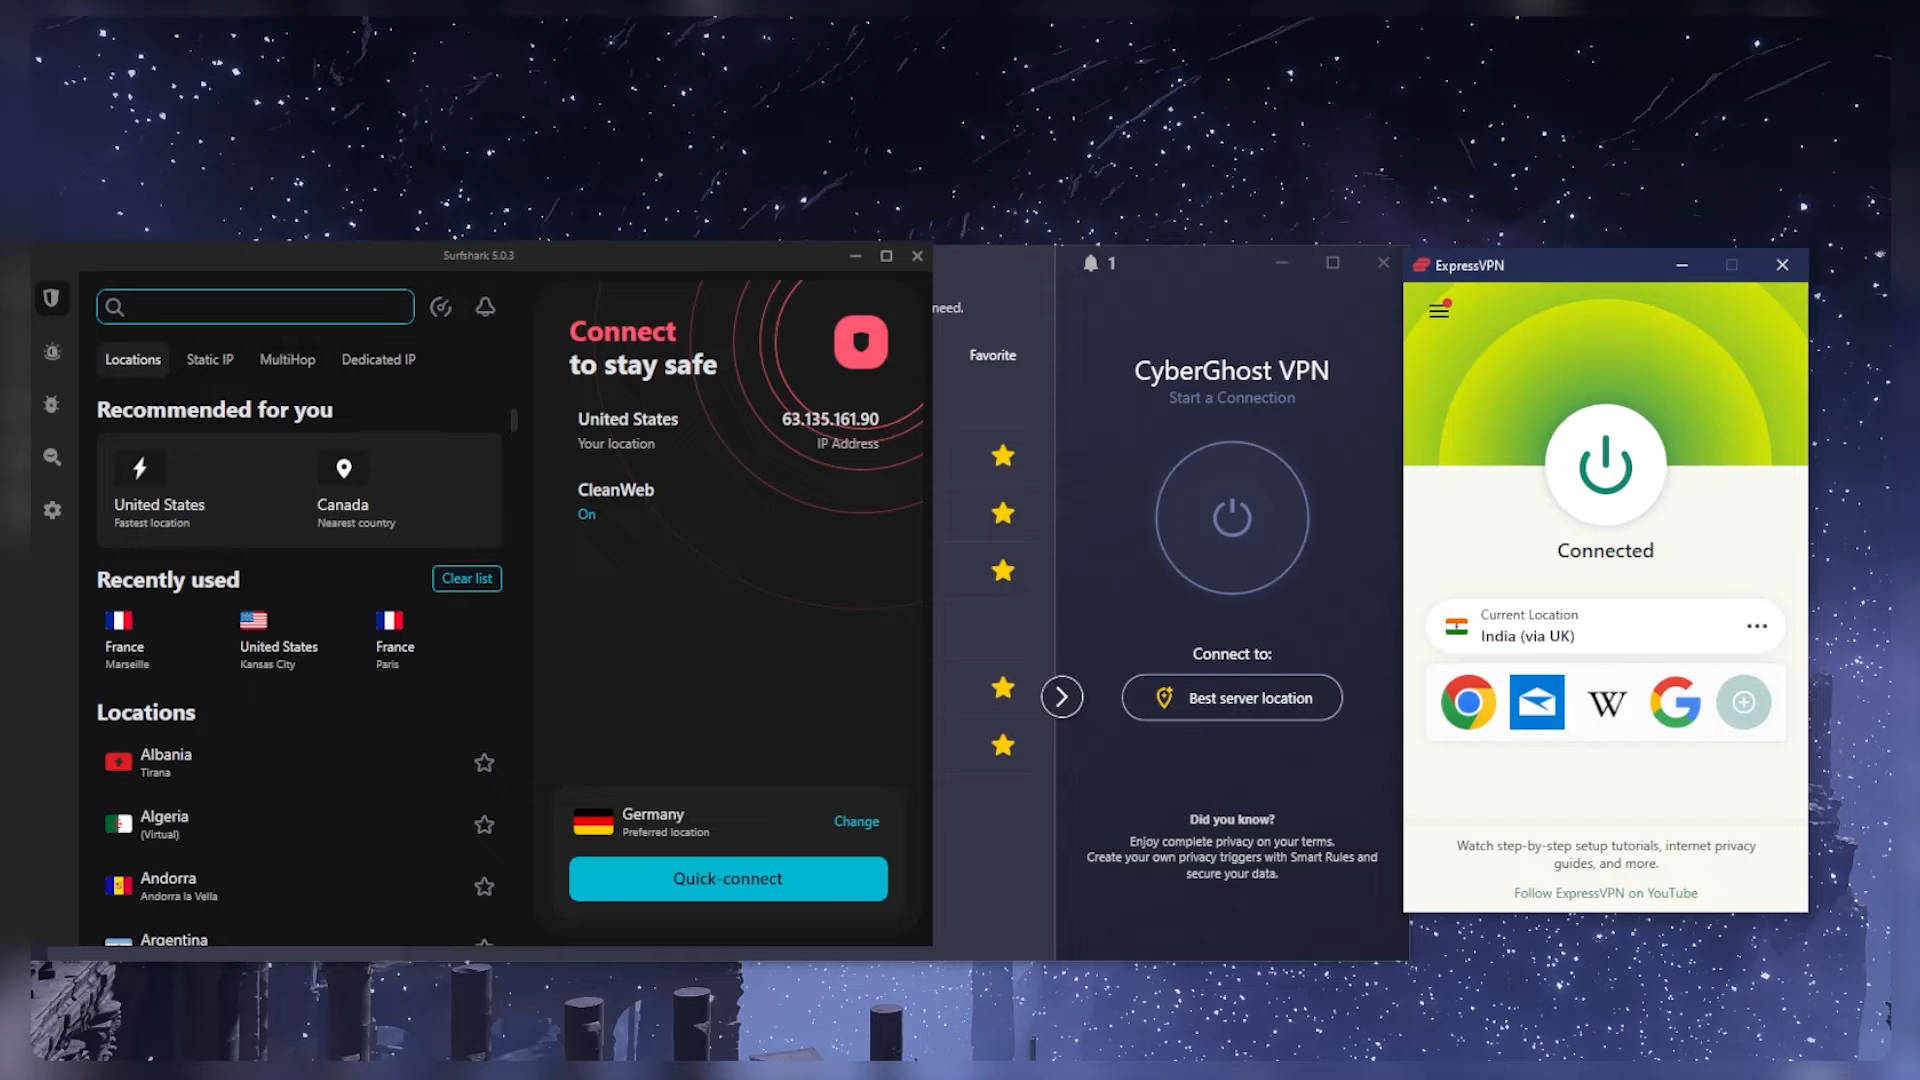 Surfshark 5.0.3
Locations
Static IP
MultiHop
Dedicated IP
Recommended for you
United States
Fastest location
Canada
Nearest country
Recently used
Clear list
France
Marseille
United States
Kansas City
France
Paris
Locations
Albania
Tirana
Algeria
(Virtual)
Andorra
Andorra la Vella
Argentina
Connect
to stay safe
United States
63.135.161.90
Your location
IP Address
CleanWeb
On
Germany
Preferred location
Change
Quick-connect
need.
Favorite
1
CyberGhost VPN
Start a Connection
Connect to:
Best server location
Did you know?
Enjoy complete privacy on your terms.
Create your own privacy triggers with Smart Rules and
secure your data.
ExpressVPN
Connected
Current Location
India (via UK)
W
G
Watch step-by-step setup tutorials, internet privacy
guides, and more.
Follow ExpressVPN on YouTube